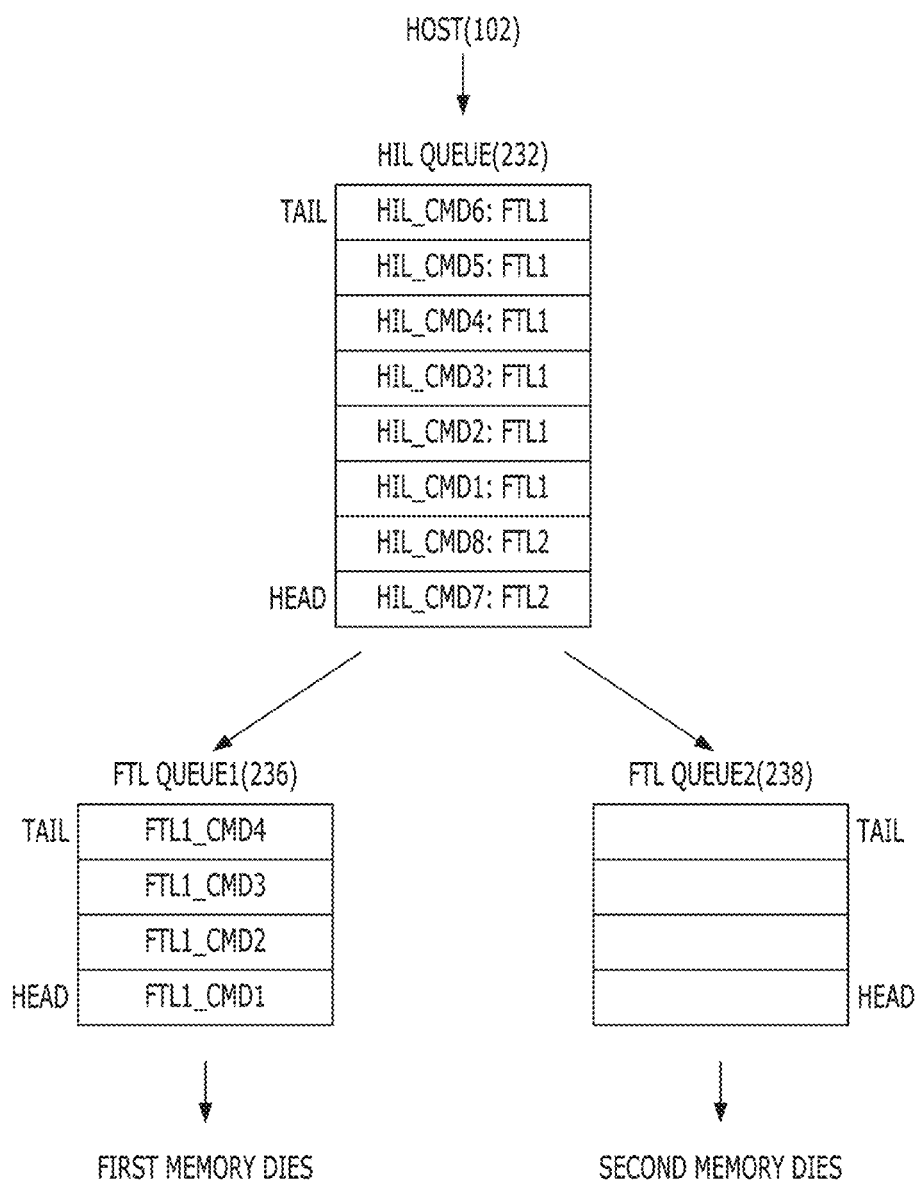 HOST(102)
HIL QUEUE(232)
TAIL HIL_CMD6: FTL1
HIL_CMD5: FTL1
HIL_CMD4: FTL1
HIL_CMD3: FTL1
HIL_CMD2: FTL1
HIL_CMD1: FTL1
HIL_CMD8: FTL2
HEAD HIL_CMD7: FTL2
FTL QUEUE1(236)
TAIL FTL1_CMD4
FTL1_CMD3
FTL1_CMD2
HEAD FTL1_CMD1
FIRST MEMORY DIES
FTL QUEUE2(238)
TAIL
HEAD
SECOND MEMORY DIES